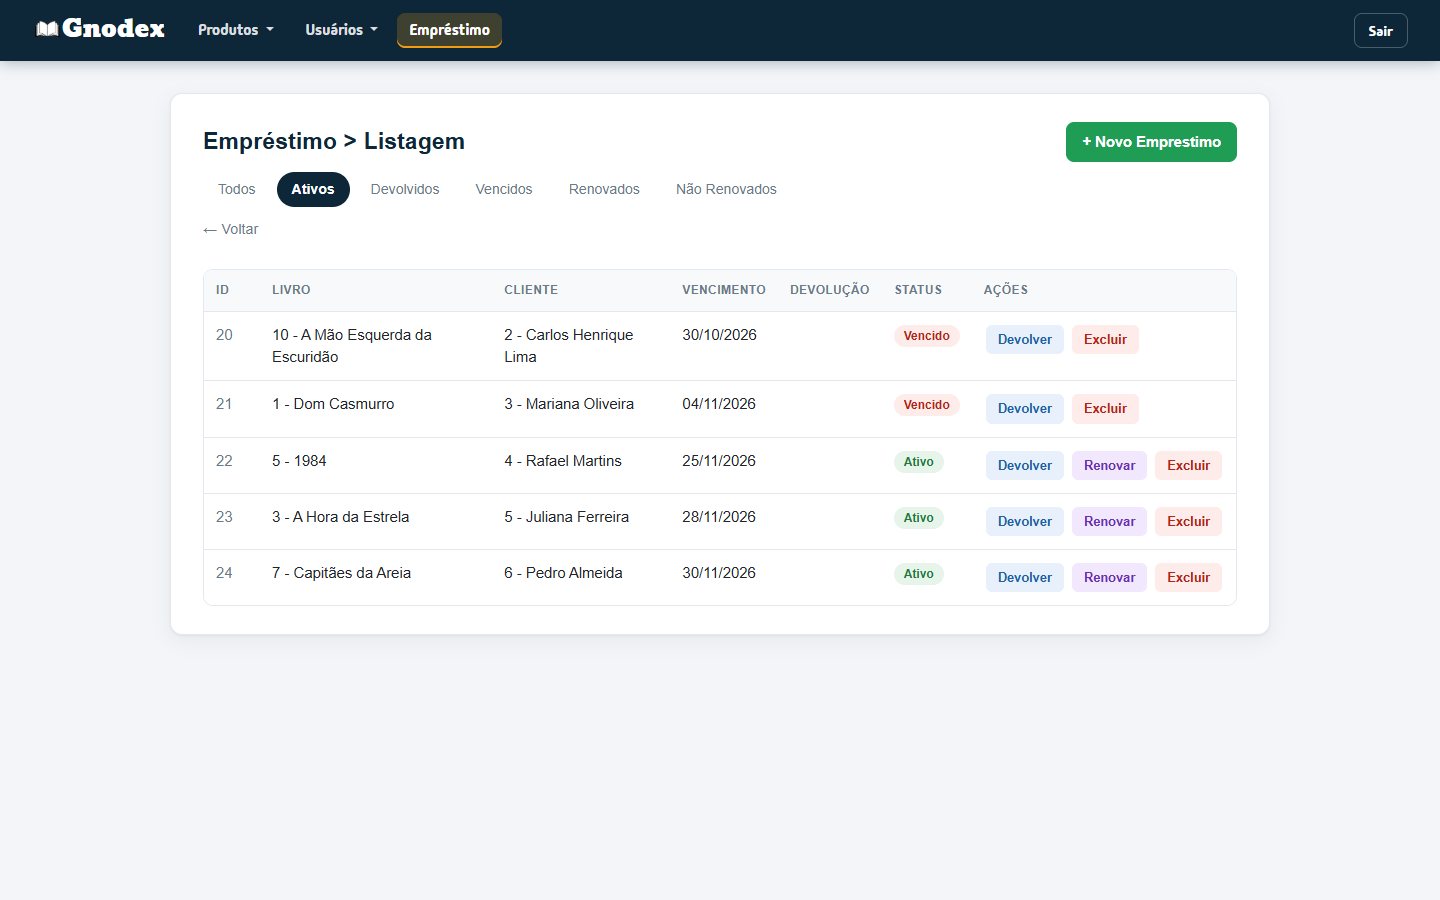 Gnodex Produtos Usuários Empréstimo Sair
Empréstimo > Listagem + Novo Emprestimo
Todos Ativos Devolvidos Vencidos Renovados Não Renovados
← Voltar
ID LIVRO CLIENTE VENCIMENTO DEVOLUÇÃO STATUS AÇÕES
20 10 - A Mão Esquerda da Escuridão 2 - Carlos Henrique Lima 30/10/2026 Vencido Devolver Excluir
21 1 - Dom Casmurro 3 - Mariana Oliveira 04/11/2026 Vencido Devolver Excluir
22 5 - 1984 4 - Rafael Martins 25/11/2026 Ativo Devolver Renovar Excluir
23 3 - A Hora da Estrela 5 - Juliana Ferreira 28/11/2026 Ativo Devolver Renovar Excluir
24 7 - Capitães da Areia 6 - Pedro Almeida 30/11/2026 Ativo Devolver Renovar Excluir